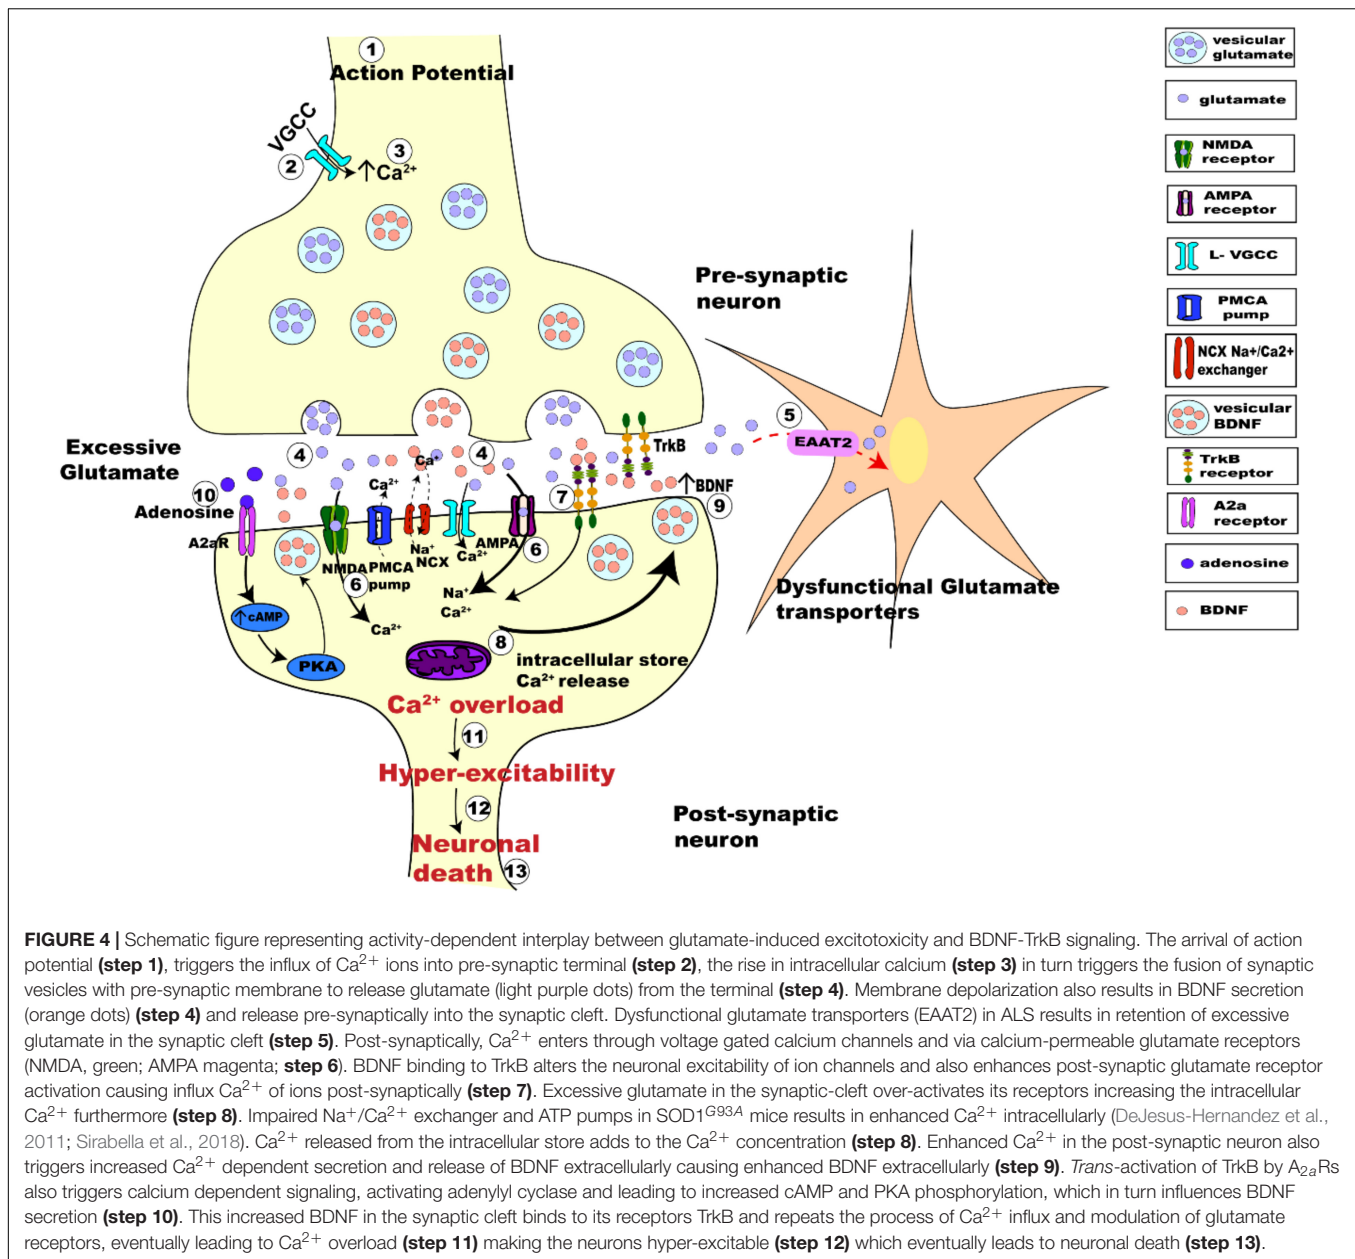 1
Action Potential
VGCC
2
3
↑Ca²⁺
Pre-synaptic
neuron
Excessive
Glutamate
4
4
Ca⁺
TrkB
5
EAAT2
10
Adenosine
A2aR
Ca²⁺
7
↑BDNF
9
NMDA
PMCA
pump
Na⁺
NCX
Ca²⁺
AMPA
6
6
Na⁺
Ca²⁺
Ca²⁺
↑cAMP
PKA
8
intracellular store
Ca²⁺ release
Dysfunctional Glutamate
transporters
Ca²⁺ overload
11
Hyper-excitability
12
Neuronal
death
13
Post-synaptic
neuron
vesicular
glutamate
glutamate
NMDA
receptor
AMPA
receptor
L- VGCC
PMCA
pump
NCX Na+/Ca2+
exchanger
vesicular
BDNF
TrkB
receptor
A2a
receptor
adenosine
BDNF
FIGURE 4 | Schematic figure representing activity-dependent interplay between glutamate-induced excitotoxicity and BDNF-TrkB signaling. The arrival of action
potential (step 1), triggers the influx of Ca²⁺ ions into pre-synaptic terminal (step 2), the rise in intracellular calcium (step 3) in turn triggers the fusion of synaptic
vesicles with pre-synaptic membrane to release glutamate (light purple dots) from the terminal (step 4). Membrane depolarization also results in BDNF secretion
(orange dots) (step 4) and release pre-synaptically into the synaptic cleft. Dysfunctional glutamate transporters (EAAT2) in ALS results in retention of excessive
glutamate in the synaptic cleft (step 5). Post-synaptically, Ca²⁺ enters through voltage gated calcium channels and via calcium-permeable glutamate receptors
(NMDA, green; AMPA magenta; step 6). BDNF binding to TrkB alters the neuronal excitability of ion channels and also enhances post-synaptic glutamate receptor
activation causing influx Ca²⁺ of ions post-synaptically (step 7). Excessive glutamate in the synaptic-cleft over-activates its receptors increasing the intracellular
Ca²⁺ furthermore (step 8). Impaired Na⁺/Ca²⁺ exchanger and ATP pumps in SOD1ᴳ⁹³ᴬ mice results in enhanced Ca²⁺ intracellularly (DeJesus-Hernandez et al.,
2011; Sirabella et al., 2018). Ca²⁺ released from the intracellular store adds to the Ca²⁺ concentration (step 8). Enhanced Ca²⁺ in the post-synaptic neuron also
triggers increased Ca²⁺ dependent secretion and release of BDNF extracellularly causing enhanced BDNF extracellularly (step 9). Trans-activation of TrkB by A₂ₐRs
also triggers calcium dependent signaling, activating adenylyl cyclase and leading to increased cAMP and PKA phosphorylation, which in turn influences BDNF
secretion (step 10). This increased BDNF in the synaptic cleft binds to its receptors TrkB and repeats the process of Ca²⁺ influx and modulation of glutamate
receptors, eventually leading to Ca²⁺ overload (step 11) making the neurons hyper-excitable (step 12) which eventually leads to neuronal death (step 13).